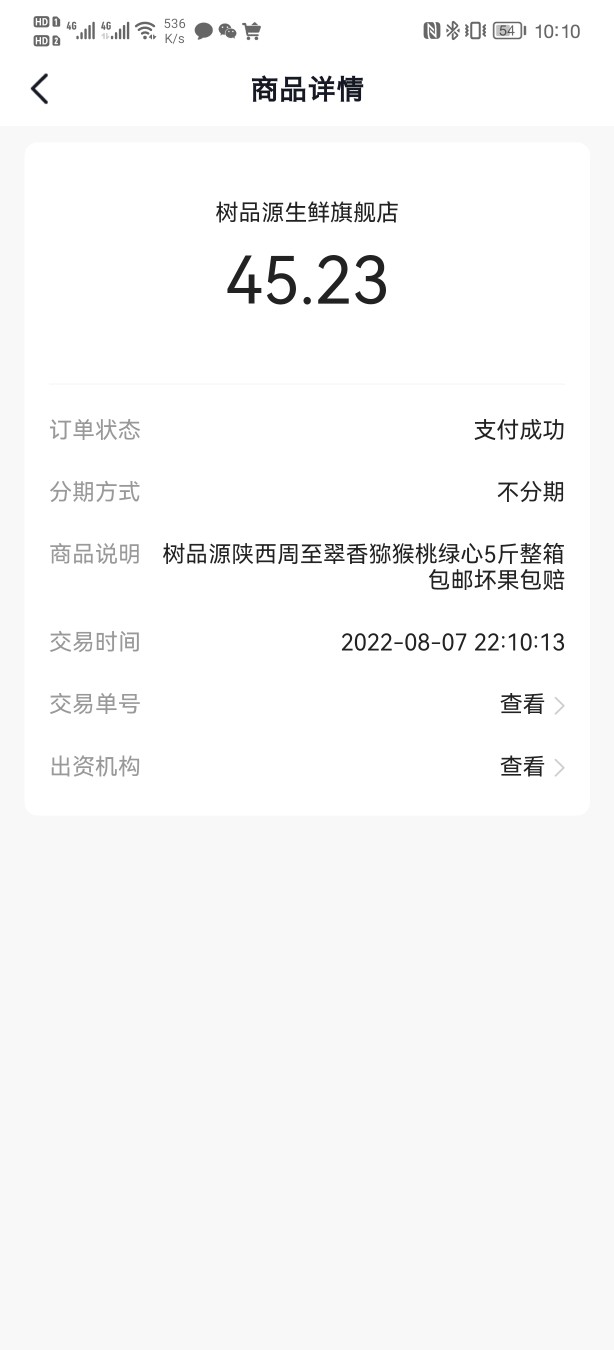 HD 1 4G 4G 536 54 10:10
HD 2 K/s
商品详情
树品源生鲜旗舰店
45.23
订单状态 支付成功
分期方式 不分期
商品说明 树品源陕西周至翠香猕猴桃绿心5斤整箱
包邮坏果包赔
交易时间 2022-08-07 22:10:13
交易单号 查看
出资机构 查看